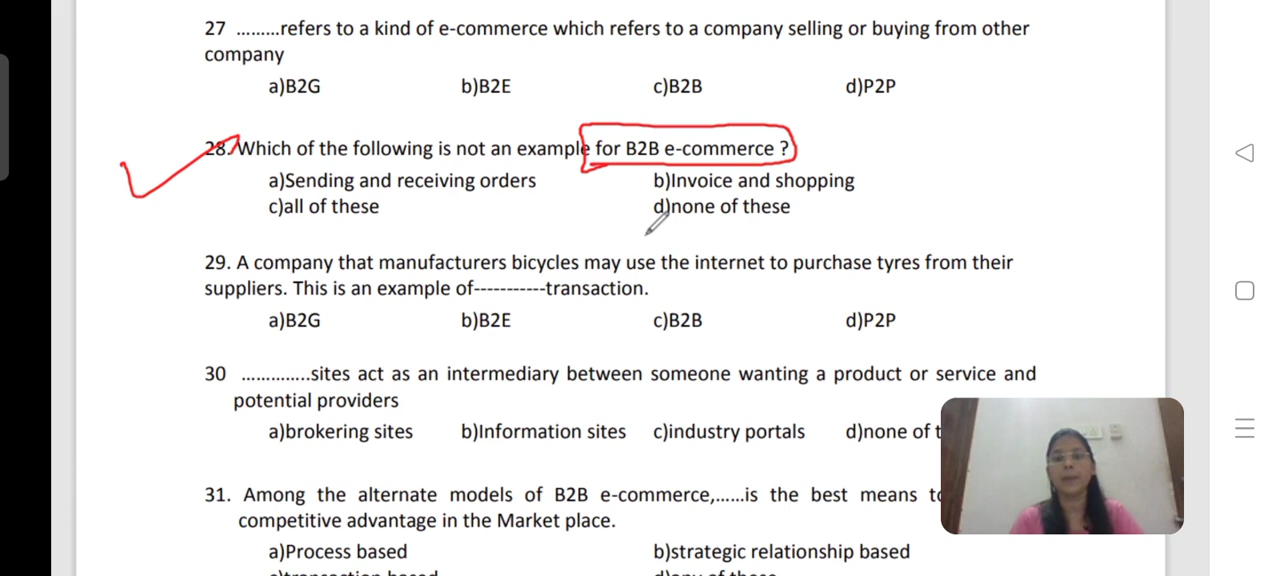 27 .........refers to a kind of e-commerce which refers to a company selling or buying from other
company
a)B2G b)B2E c)B2B d)P2P
28. Which of the following is not an example for B2B e-commerce ?
a)Sending and receiving orders b)Invoice and shopping
c)all of these d)none of these
29. A company that manufacturers bicycles may use the internet to purchase tyres from their
suppliers. This is an example of-----------transaction.
a)B2G b)B2E c)B2B d)P2P
30 ..............sites act as an intermediary between someone wanting a product or service and
potential providers
a)brokering sites b)Information sites c)industry portals d)none of
31. Among the alternate models of B2B e-commerce,......is the best means
competitive advantage in the Market place.
a)Process based b)strategic relationship based